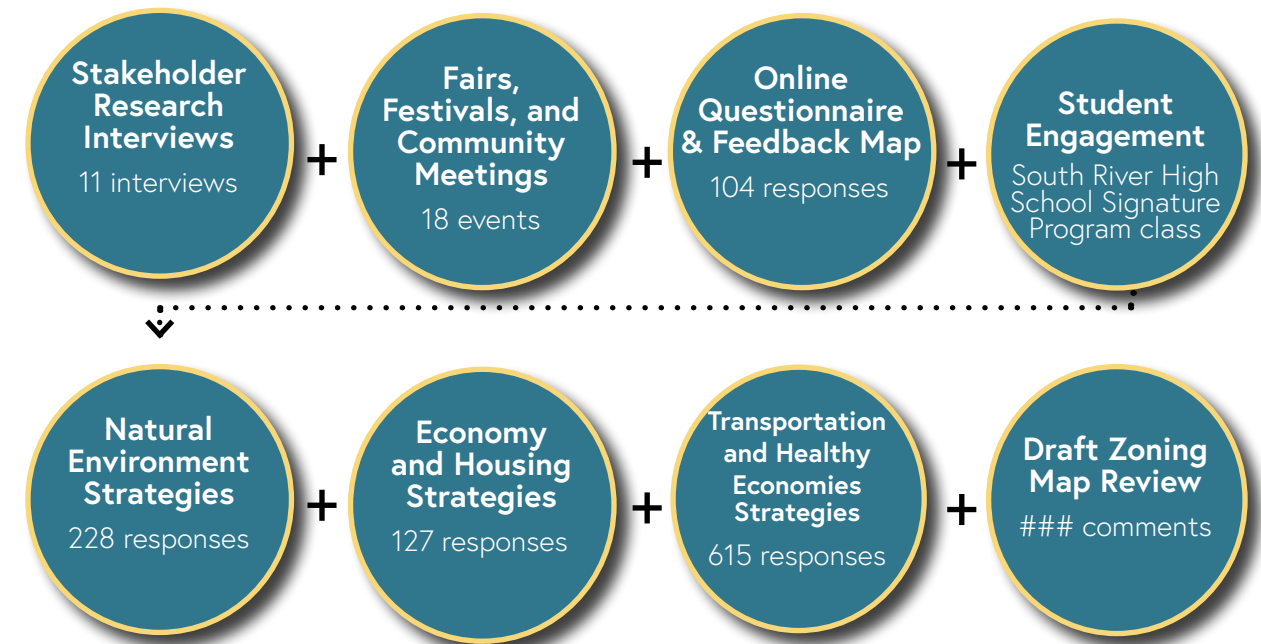 Stakeholder
Research
Interviews
11 interviews
+
Fairs,
Festivals, and
Community
Meetings
18 events
+
Online
Questionnaire
& Feedback Map
104 responses
+
Student
Engagement
South River High
School Signature
Program class
Natural
Environment
Strategies
228 responses
+
Economy
and Housing
Strategies
127 responses
+
Transportation
and Healthy
Economies
Strategies
615 responses
+
Draft Zoning
Map Review
### comments